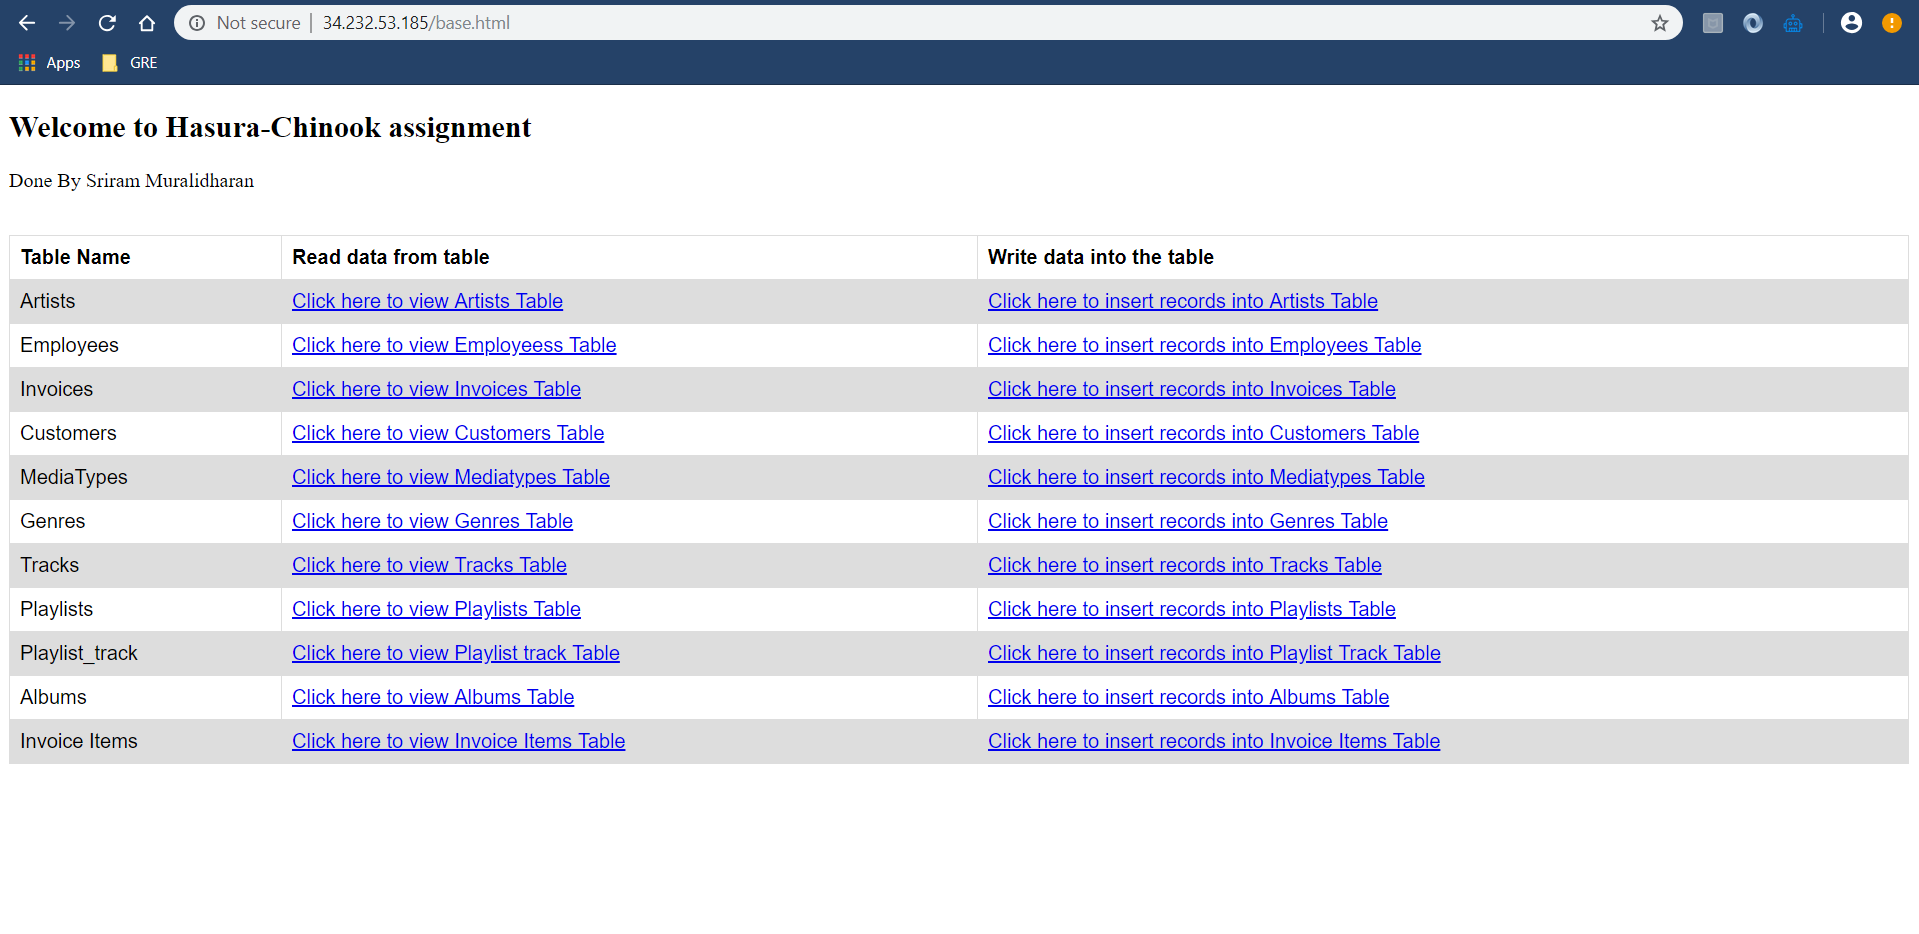 Not secure | 34.232.53.185/base.html
Apps GRE
Welcome to Hasura-Chinook assignment
Done By Sriram Muralidharan
Table Name Read data from table Write data into the table
Artists Click here to view Artists Table Click here to insert records into Artists Table
Employees Click here to view Employeess Table Click here to insert records into Employees Table
Invoices Click here to view Invoices Table Click here to insert records into Invoices Table
Customers Click here to view Customers Table Click here to insert records into Customers Table
MediaTypes Click here to view Mediatypes Table Click here to insert records into Mediatypes Table
Genres Click here to view Genres Table Click here to insert records into Genres Table
Tracks Click here to view Tracks Table Click here to insert records into Tracks Table
Playlists Click here to view Playlists Table Click here to insert records into Playlists Table
Playlist_track Click here to view Playlist track Table Click here to insert records into Playlist Track Table
Albums Click here to view Albums Table Click here to insert records into Albums Table
Invoice Items Click here to view Invoice Items Table Click here to insert records into Invoice Items Table